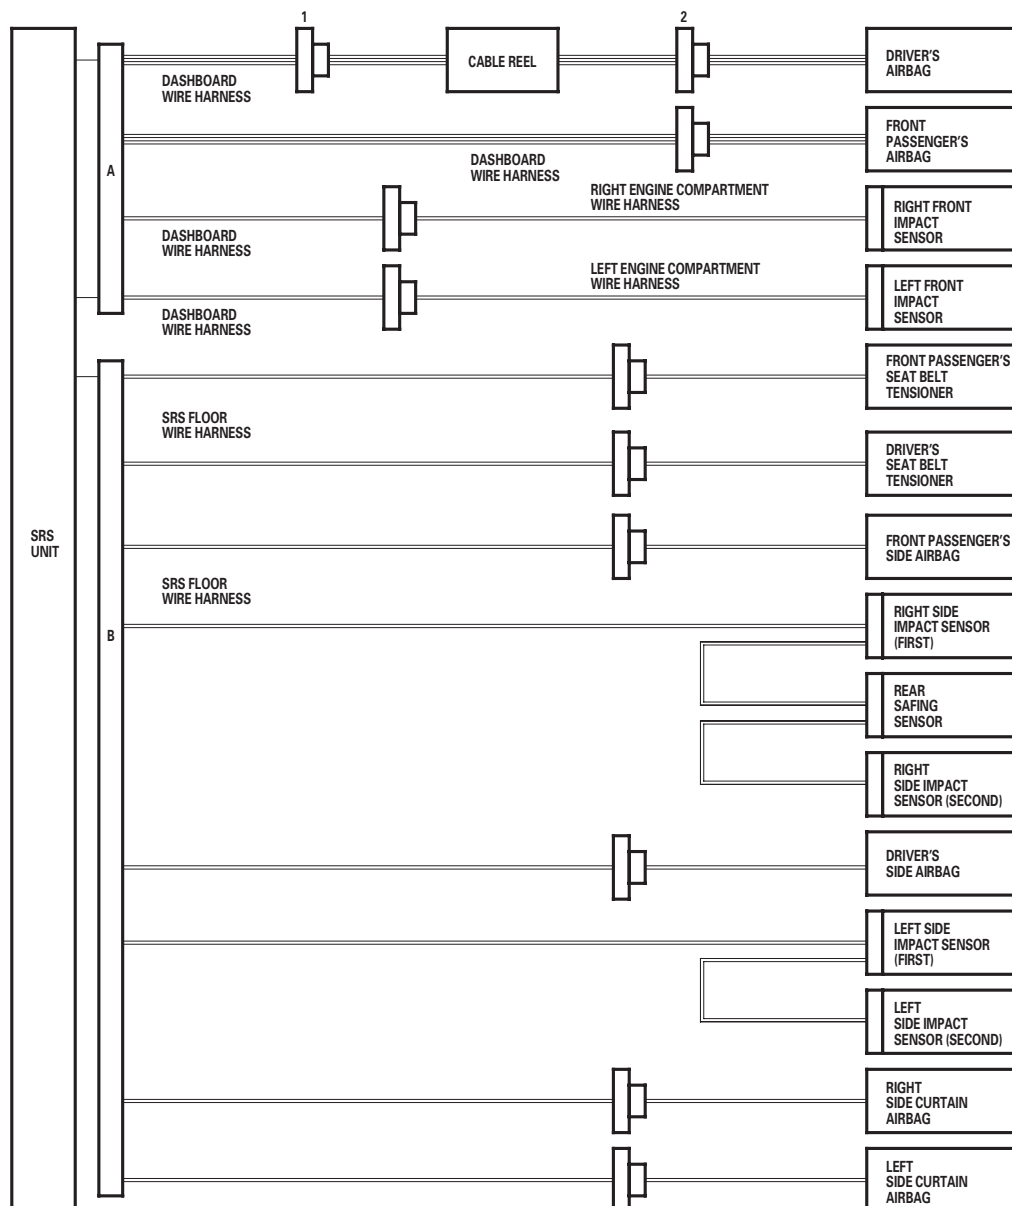 1
2
CABLE REEL
DRIVER'S
AIRBAG
DASHBOARD
WIRE HARNESS
FRONT
PASSENGER'S
AIRBAG
A
DASHBOARD
WIRE HARNESS
RIGHT ENGINE COMPARTMENT
WIRE HARNESS
RIGHT FRONT
IMPACT
SENSOR
DASHBOARD
WIRE HARNESS
LEFT ENGINE COMPARTMENT
WIRE HARNESS
LEFT FRONT
IMPACT
SENSOR
DASHBOARD
WIRE HARNESS
FRONT PASSENGER'S
SEAT BELT
TENSIONER
SRS FLOOR
WIRE HARNESS
DRIVER'S
SEAT BELT
TENSIONER
SRS
UNIT
FRONT PASSENGER'S
SIDE AIRBAG
SRS FLOOR
WIRE HARNESS
B
RIGHT SIDE
IMPACT SENSOR
(FIRST)
REAR
SAFING
SENSOR
RIGHT
SIDE IMPACT
SENSOR (SECOND)
DRIVER'S
SIDE AIRBAG
LEFT SIDE
IMPACT SENSOR
(FIRST)
LEFT
SIDE IMPACT
SENSOR (SECOND)
RIGHT
SIDE CURTAIN
AIRBAG
LEFT
SIDE CURTAIN
AIRBAG